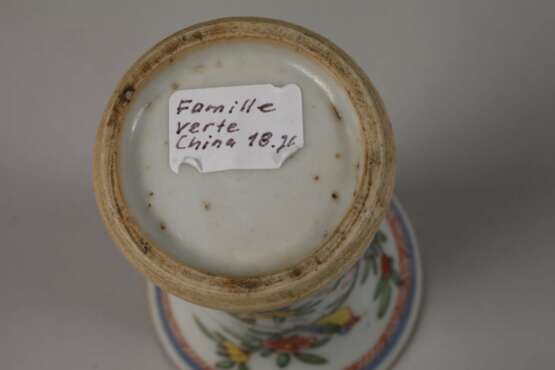 Famille
verte
China 18. Jh